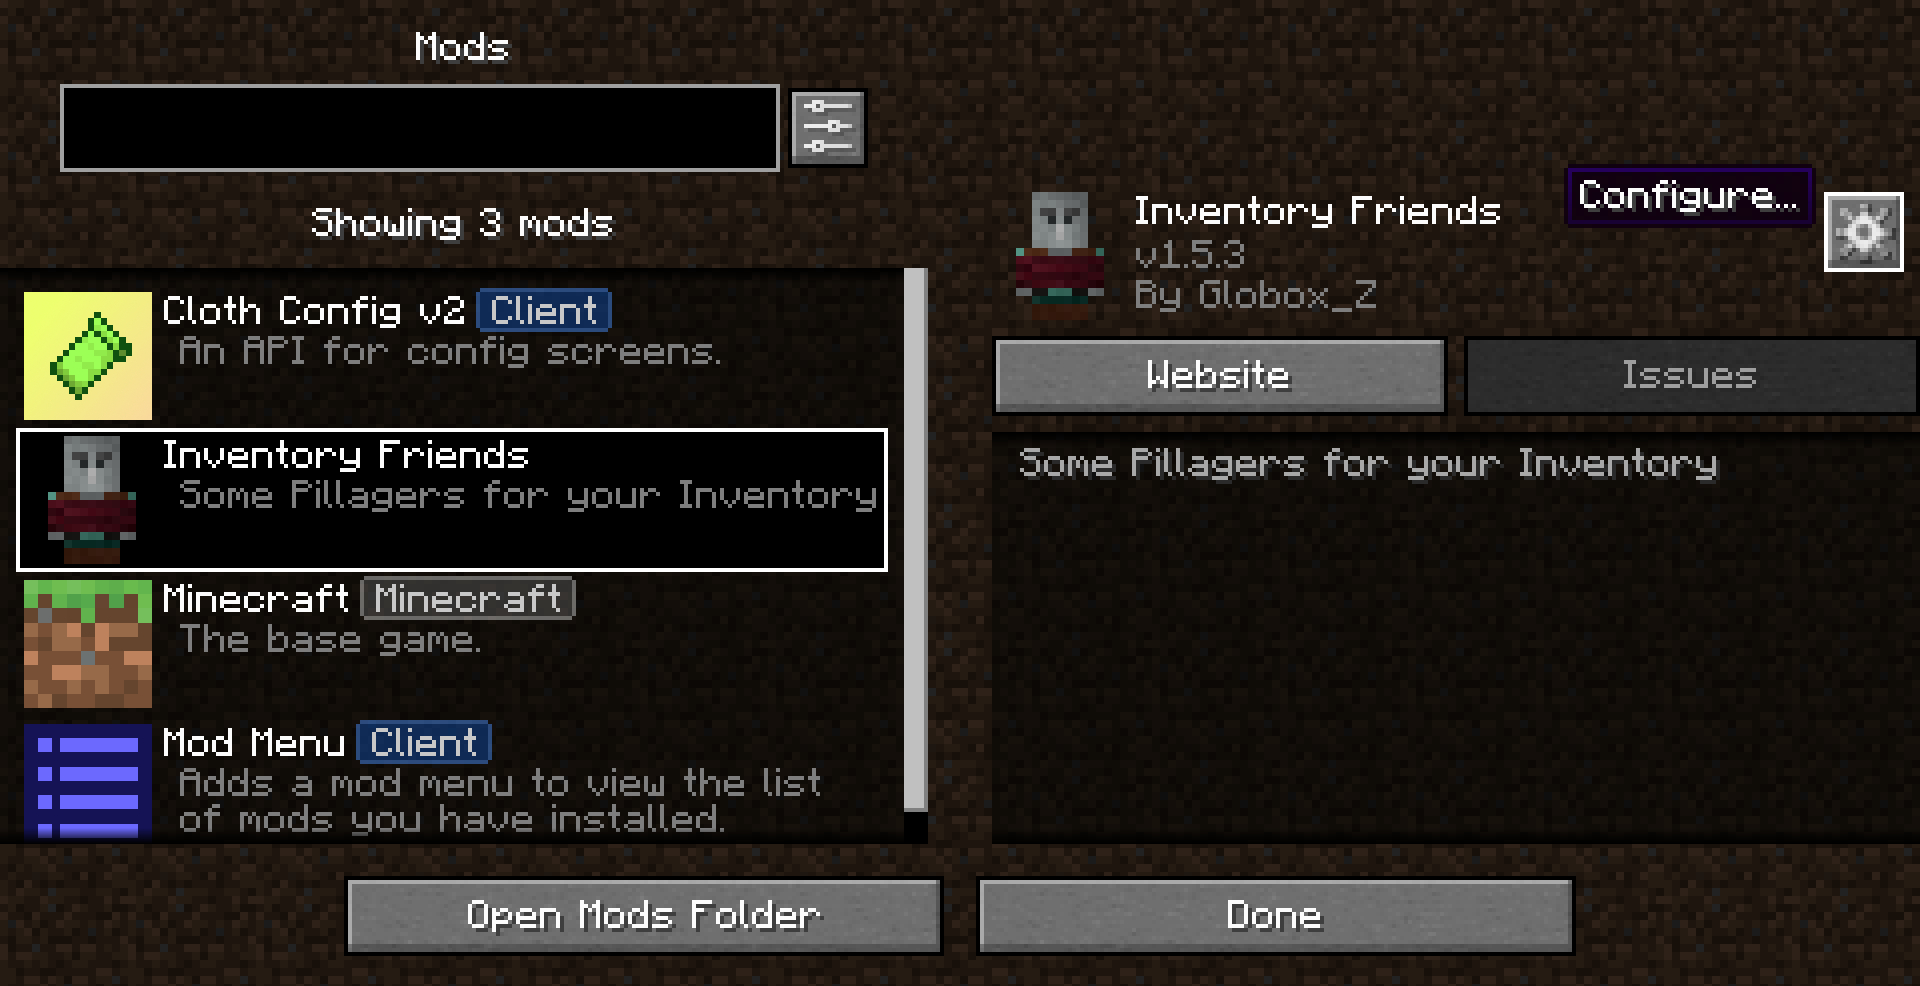 Mods
Showing 3 mods
Cloth Config v2 Client
An API for config screens.
Inventory Friends
Some Pillagers for your Inventory
Minecraft Minecraft
The base game.
Mod Menu Client
Adds a mod menu to view the list
of mods you have installed.
Configure...
Inventory Friends
v1.5.3
By Globox_Z
Website
Issues
Some Pillagers for your Inventory
Open Mods Folder
Done